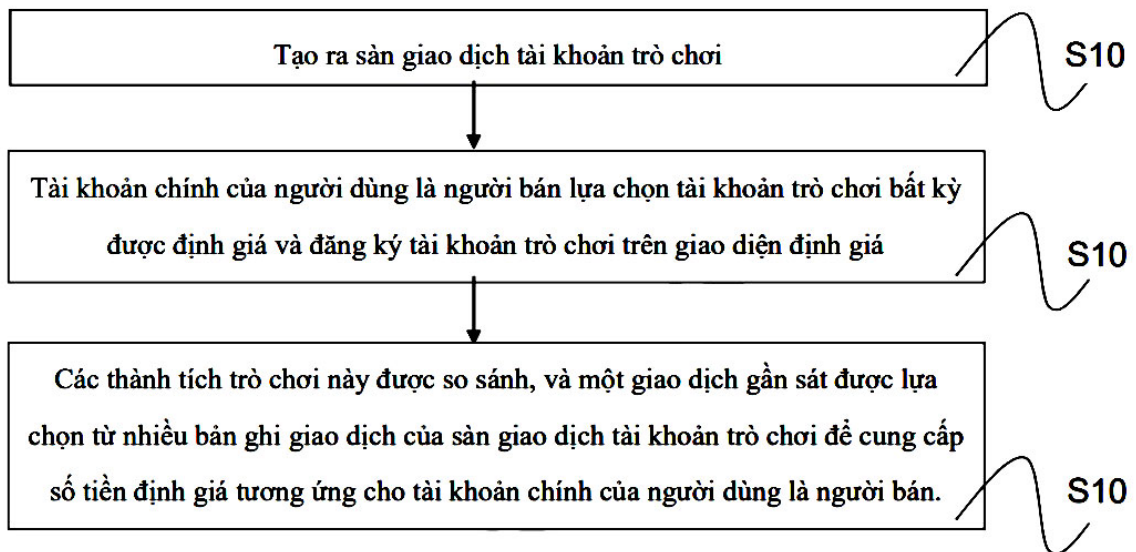 Tạo ra sàn giao dịch tài khoản trò chơi
S10
Tài khoản chính của người dùng là người bán lựa chọn tài khoản trò chơi bất kỳ
được định giá và đăng ký tài khoản trò chơi trên giao diện định giá
S10
Các thành tích trò chơi này được so sánh, và một giao dịch gần sát được lựa
chọn từ nhiều bản ghi giao dịch của sàn giao dịch tài khoản trò chơi để cung cấp
số tiền định giá tương ứng cho tài khoản chính của người dùng là người bán.
S10